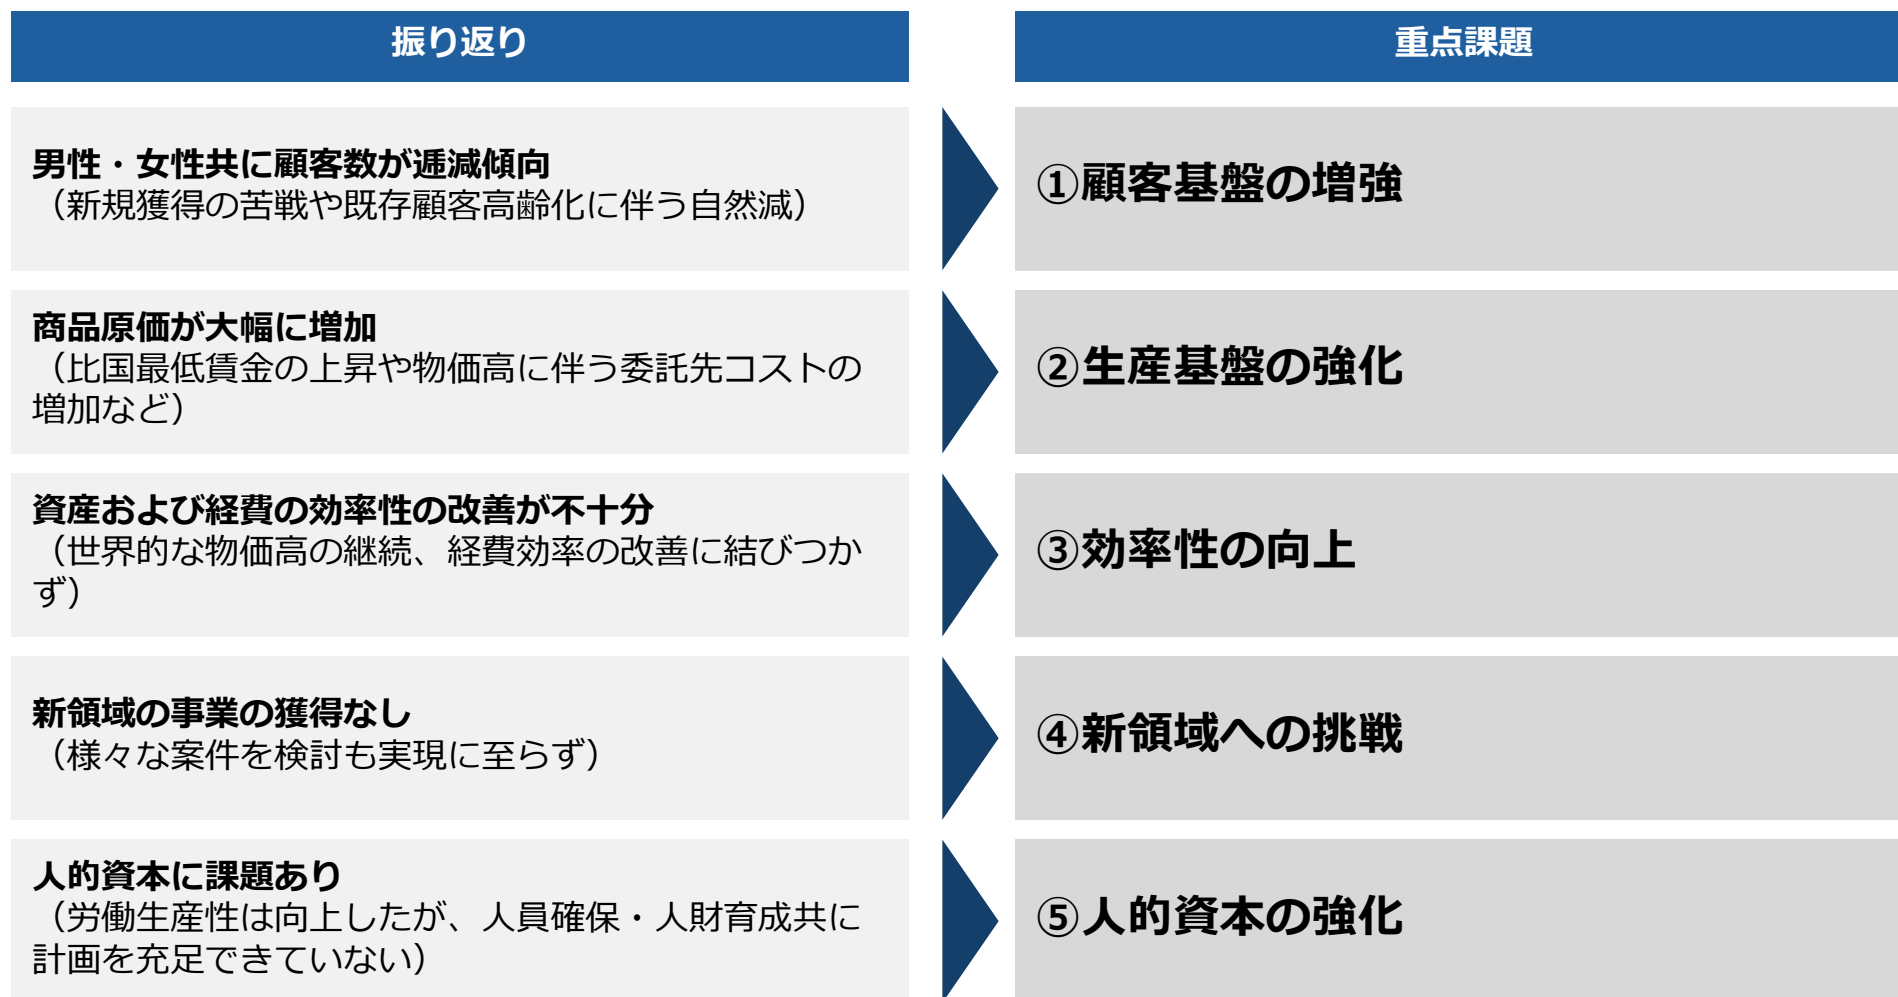 振り返り
重点課題
男性・女性共に顧客数が逓減傾向
（新規獲得の苦戦や既存顧客高齢化に伴う自然減）
①顧客基盤の増強
商品原価が大幅に増加
（比国最低賃金の上昇や物価高に伴う委託先コストの
増加など）
②生産基盤の強化
資産および経費の効率性の改善が不十分
（世界的な物価高の継続、経費効率の改善に結びつか
ず）
③効率性の向上
新領域の事業の獲得なし
（様々な案件を検討も実現に至らず）
④新領域への挑戦
人的資本に課題あり
（労働生産性は向上したが、人員確保・人財育成共に
計画を充足できていない）
⑤人的資本の強化